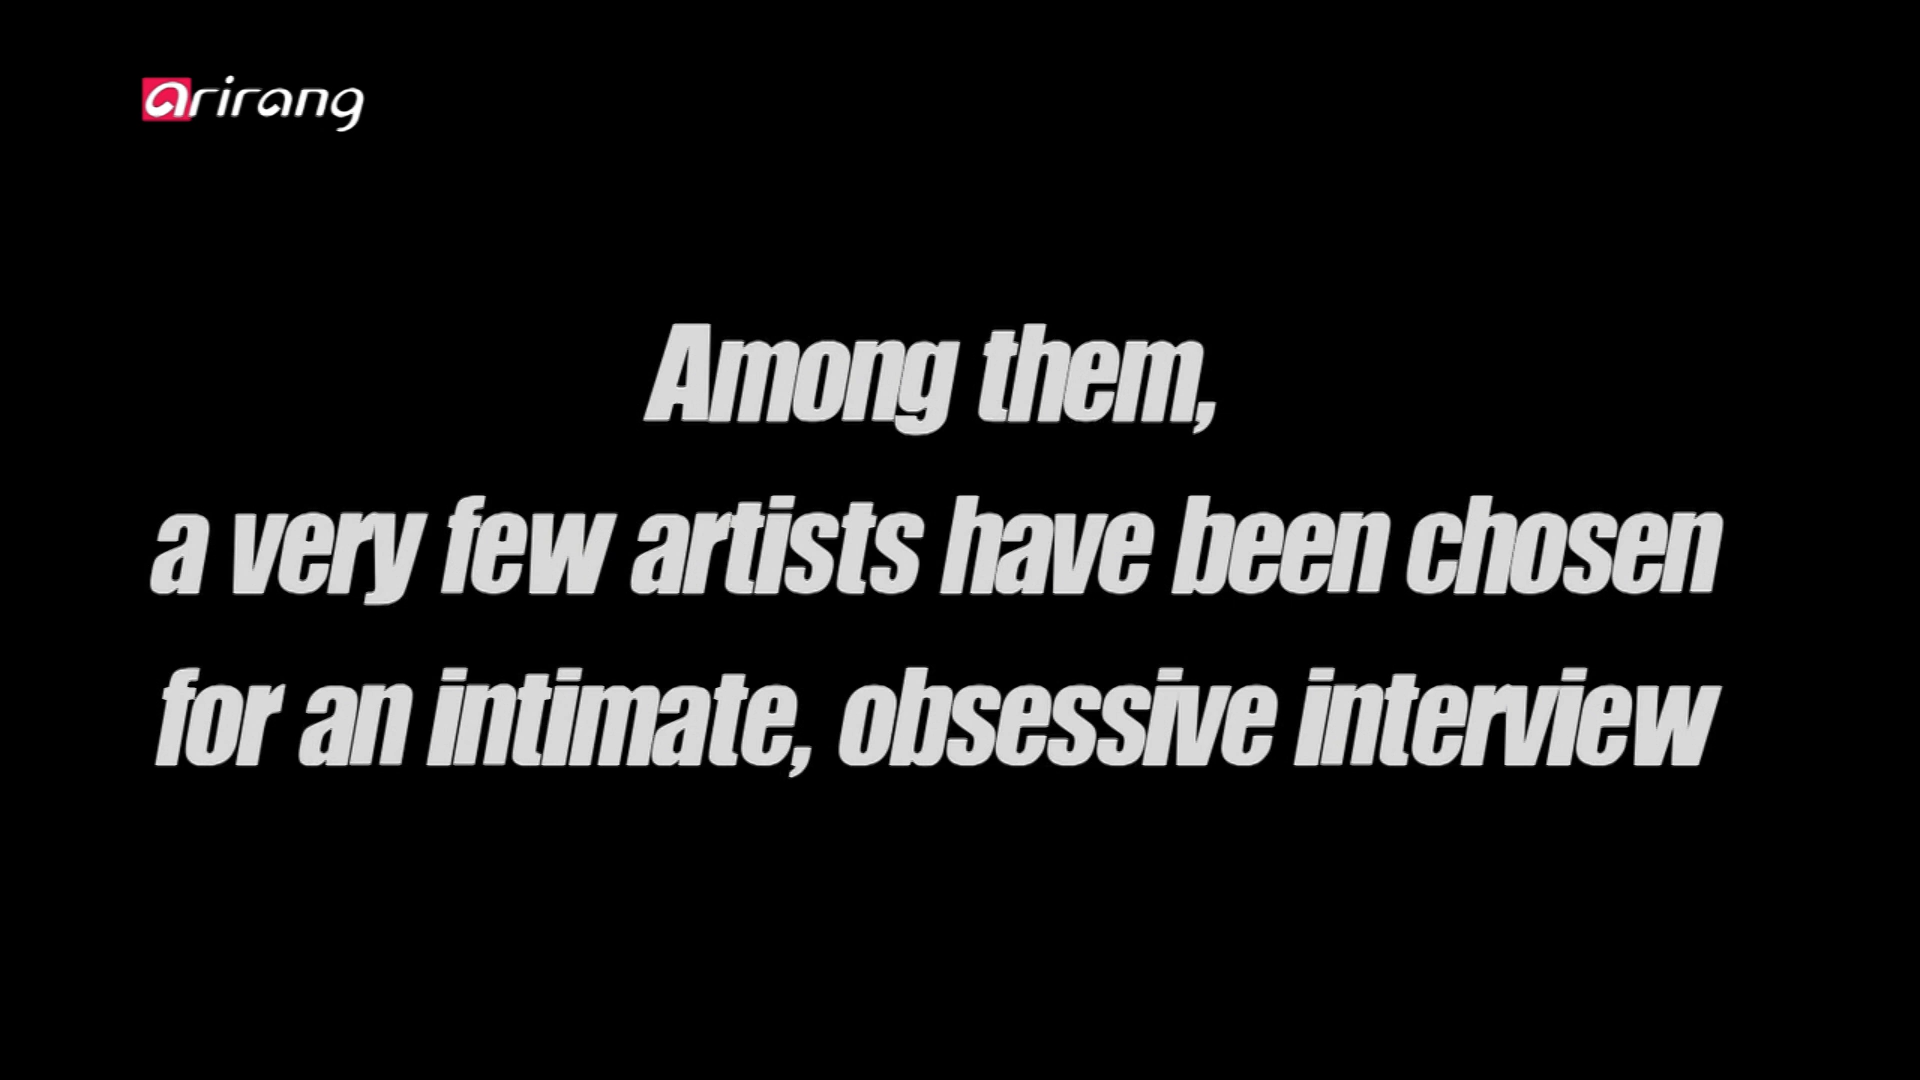 arirang
Among them,
a very few artists have been chosen
for an intimate, obsessive interview